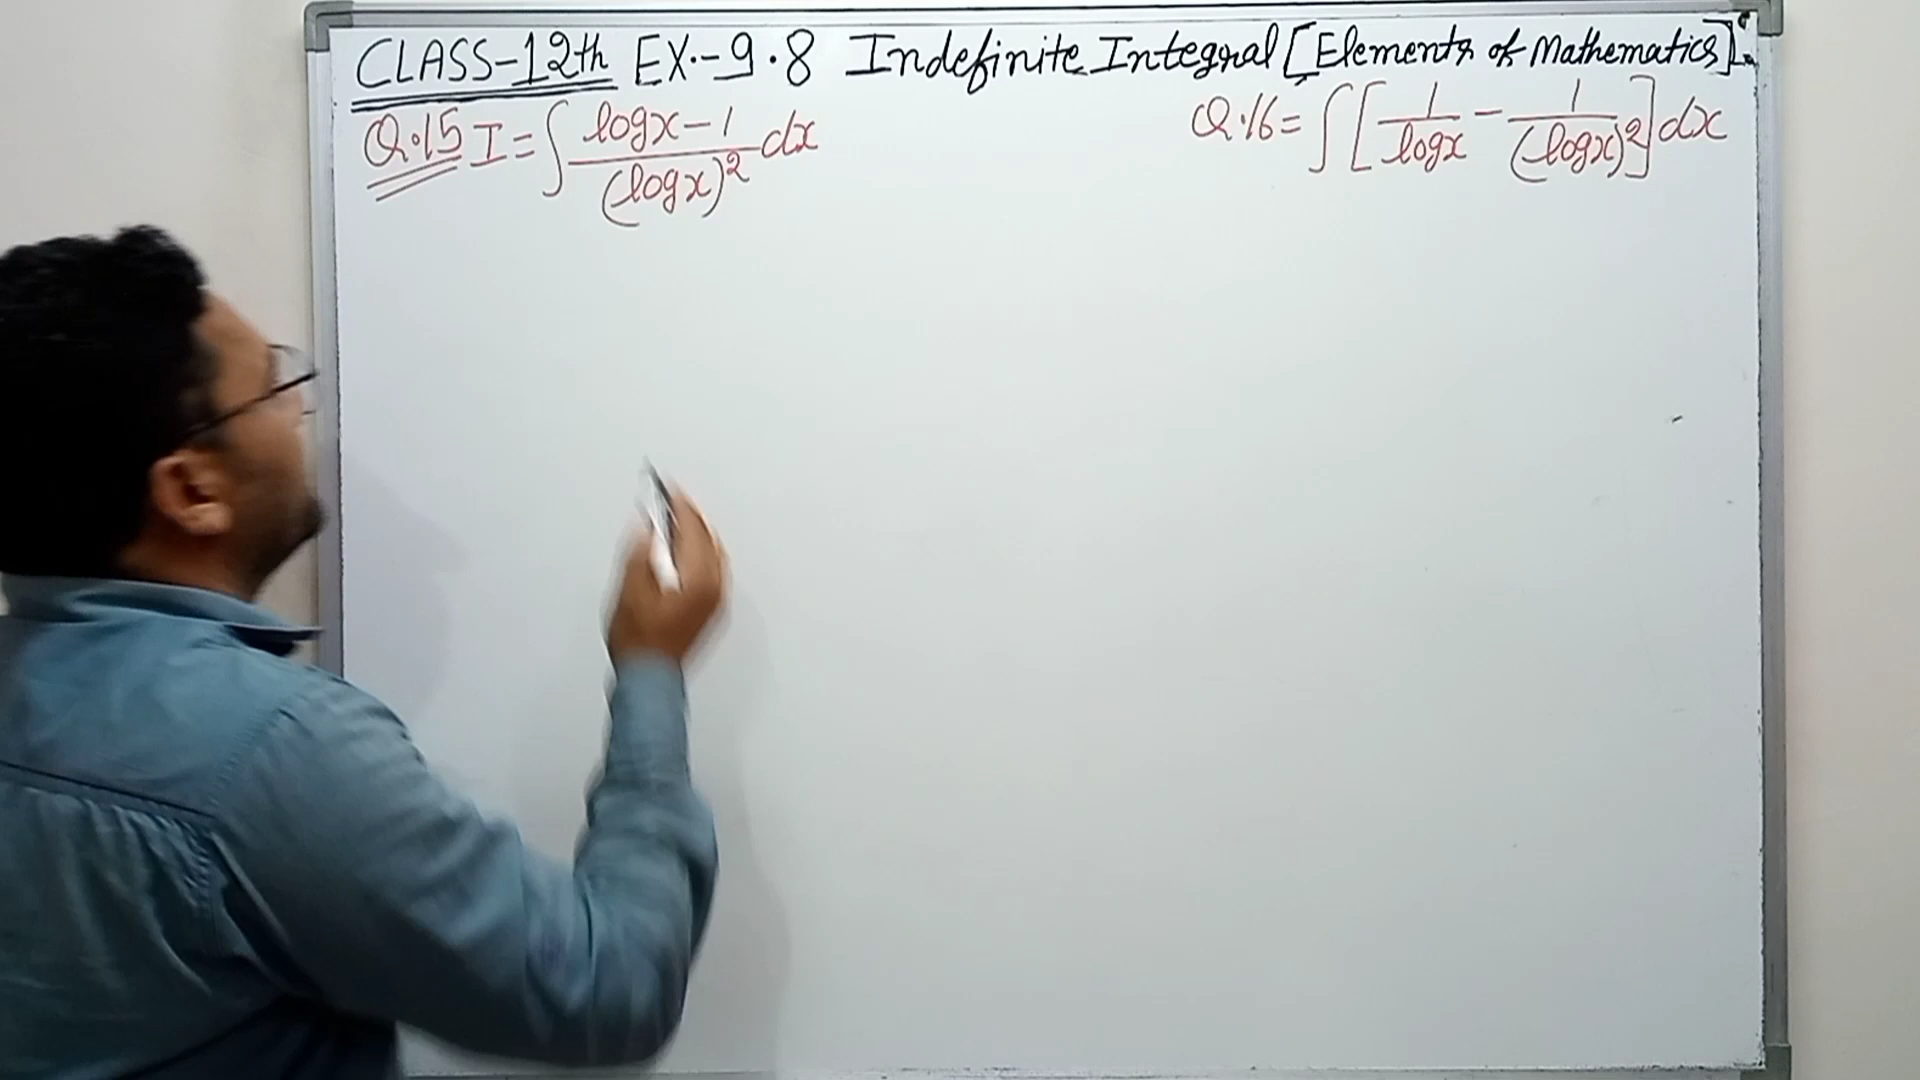 CLASS-12th EX.-9.8 Indefinite Integral [Elements of Mathematics]
Q.15 I = ∫ (logx - 1)/(logx)² dx
Q.16 = ∫ [1/logx - 1/(logx)²] dx